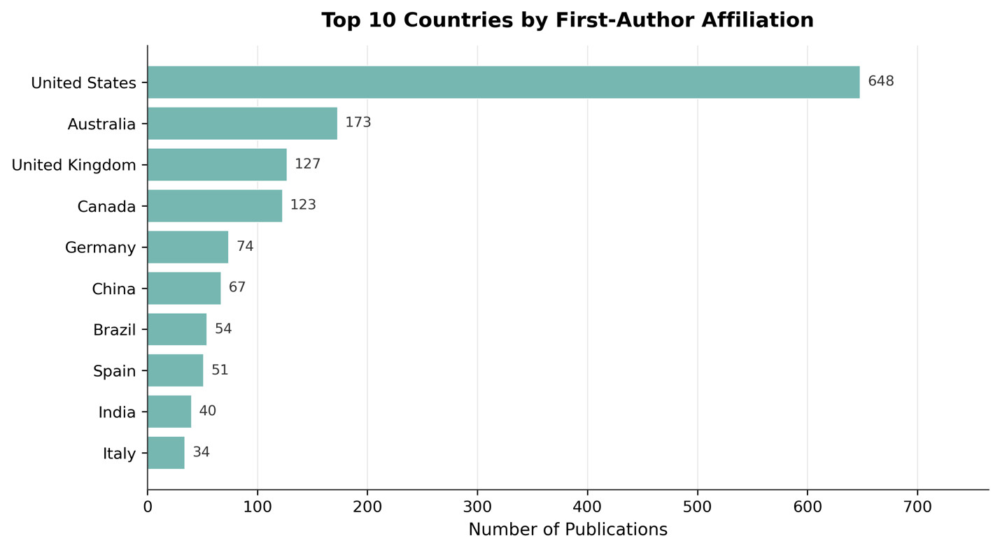 Top 10 Countries by First-Author Affiliation
United States 648
Australia 173
United Kingdom 127
Canada 123
Germany 74
China 67
Brazil 54
Spain 51
India 40
Italy 34
0 100 200 300 400 500 600 700
Number of Publications